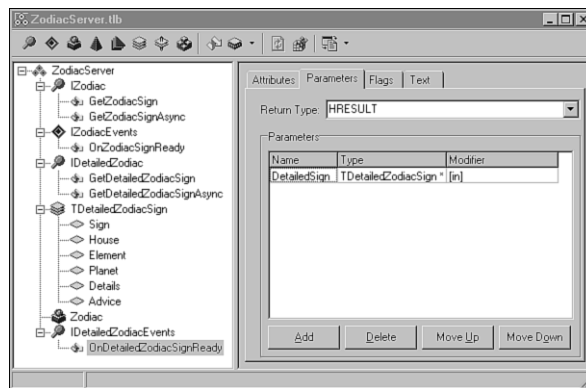 ZodiacServer.tlb
ZodiacServer
IZodiac
GetZodiacSign
GetZodiacSignAsync
IZodiacEvents
OnZodiacSignReady
IDetailedZodiac
GetDetailedZodiacSign
GetDetailedZodiacSignAsync
TDetailedZodiacSign
Sign
House
Element
Planet
Details
Advice
Zodiac
IDetailedZodiacEvents
OnDetailedZodiacSignReady
Attributes Parameters Flags Text
Return Type: HRESULT
Parameters
Name Type Modifier
DetailedSign TDetailedZodiacSign * [in]
Add Delete Move Up Move Down